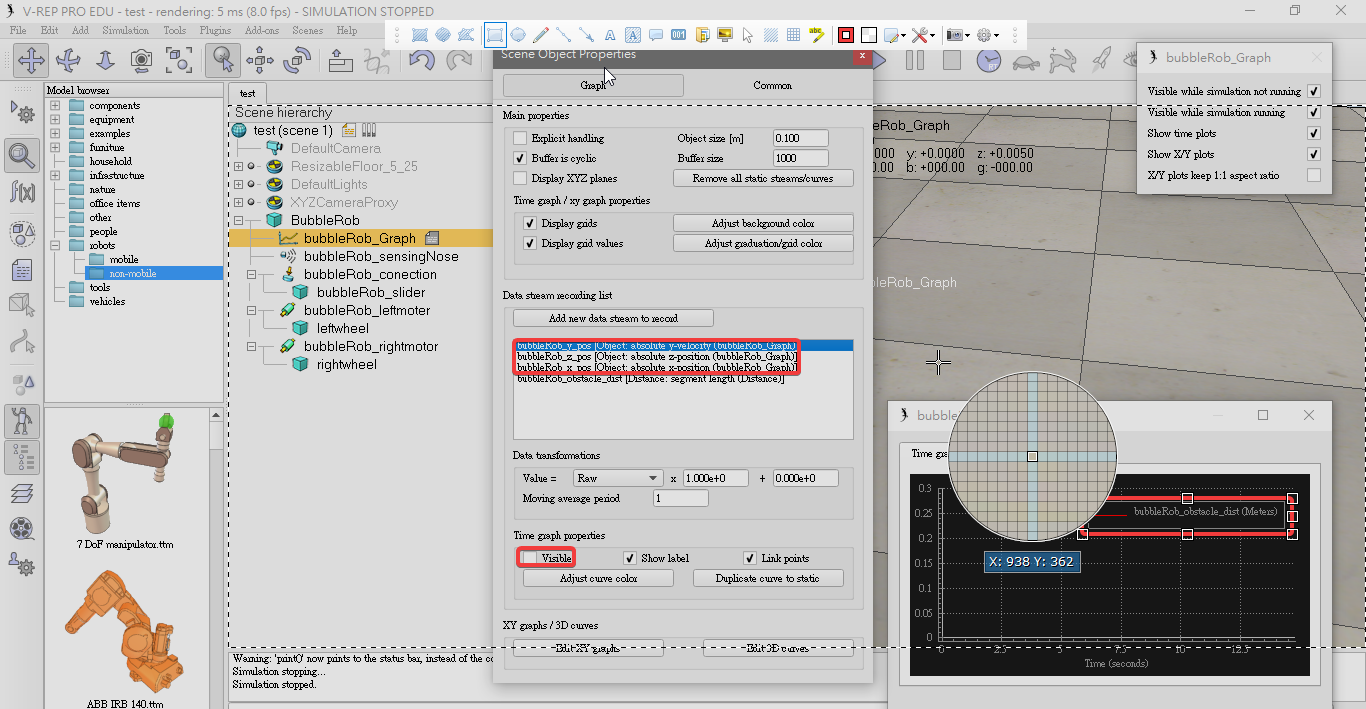 V-REP PRO EDU - test - rendering: 5 ms (8.0 fps) - SIMULATION STOPPED
File Edit Add Simulation Tools Plugins Add-ons Scenes Help
Model browser
components
equipment
examples
furniture
household
infrastructure
nature
office items
other
people
robots
mobile
non-mobile
tools
vehicles
7 DoF manipulator.ttm
ABB IRB 140.ttm
test
Scene hierarchy
test (scene 1)
DefaultCamera
ResizableFloor_5_25
DefaultLights
XYZCameraProxy
BubbleRob
bubbleRob_Graph
bubbleRob_sensingNose
bubbleRob_conection
bubbleRob_slider
bubbleRob_leftmoter
leftwheel
bubbleRob_rightmotor
rightwheel
Warning: 'print()' now prints to the status bar, instead of the co
Simulation stopping...
Simulation stopped.
Scene Object Properties
Graph Common
Main properties
Explicit handling Object size [m] 0.100
Buffer is cyclic Buffer size 1000
Display XYZ planes Remove all static streams/curves
Time graph / xy graph properties
Display grids Adjust background color
Display grid values Adjust graduation/grid color
Data stream recording list
Add new data stream to record
bubbleRob_y_pos [Object: absolute y-velocity (bubbleRob_Graph)]
bubbleRob_z_pos [Object: absolute z-position (bubbleRob_Graph)]
bubbleRob_x_pos [Object: absolute x-position (bubbleRob_Graph)]
bubbleRob_obstacle_dist [Distance: segment length (Distance)]
Data transformations
Value = Raw x 1.000e+0 + 0.000e+0
Moving average period 1
Time graph properties
Visible Show label Link points
Adjust curve color Duplicate curve to static
XY graphs / 3D curves
Edit XY graphs Edit 3D curves
bleRob_Graph
000 y: +0.0000 z: +0.0050
0.00 b: +000.00 g: -000.00
bleRob_Graph
bubbleRob_Graph
Visible while simulation not running
Visible while simulation running
Show time plots
Show X/Y plots
X/Y plots keep 1:1 aspect ratio
X: 938 Y: 362
bubble
Time gra
bubbleRob_obstacle_dist (Meters)
0.3
0.25
0.2
0.15
0.1
0.05
0
0 2.5 5 7.5 10 12.5
Time (seconds)